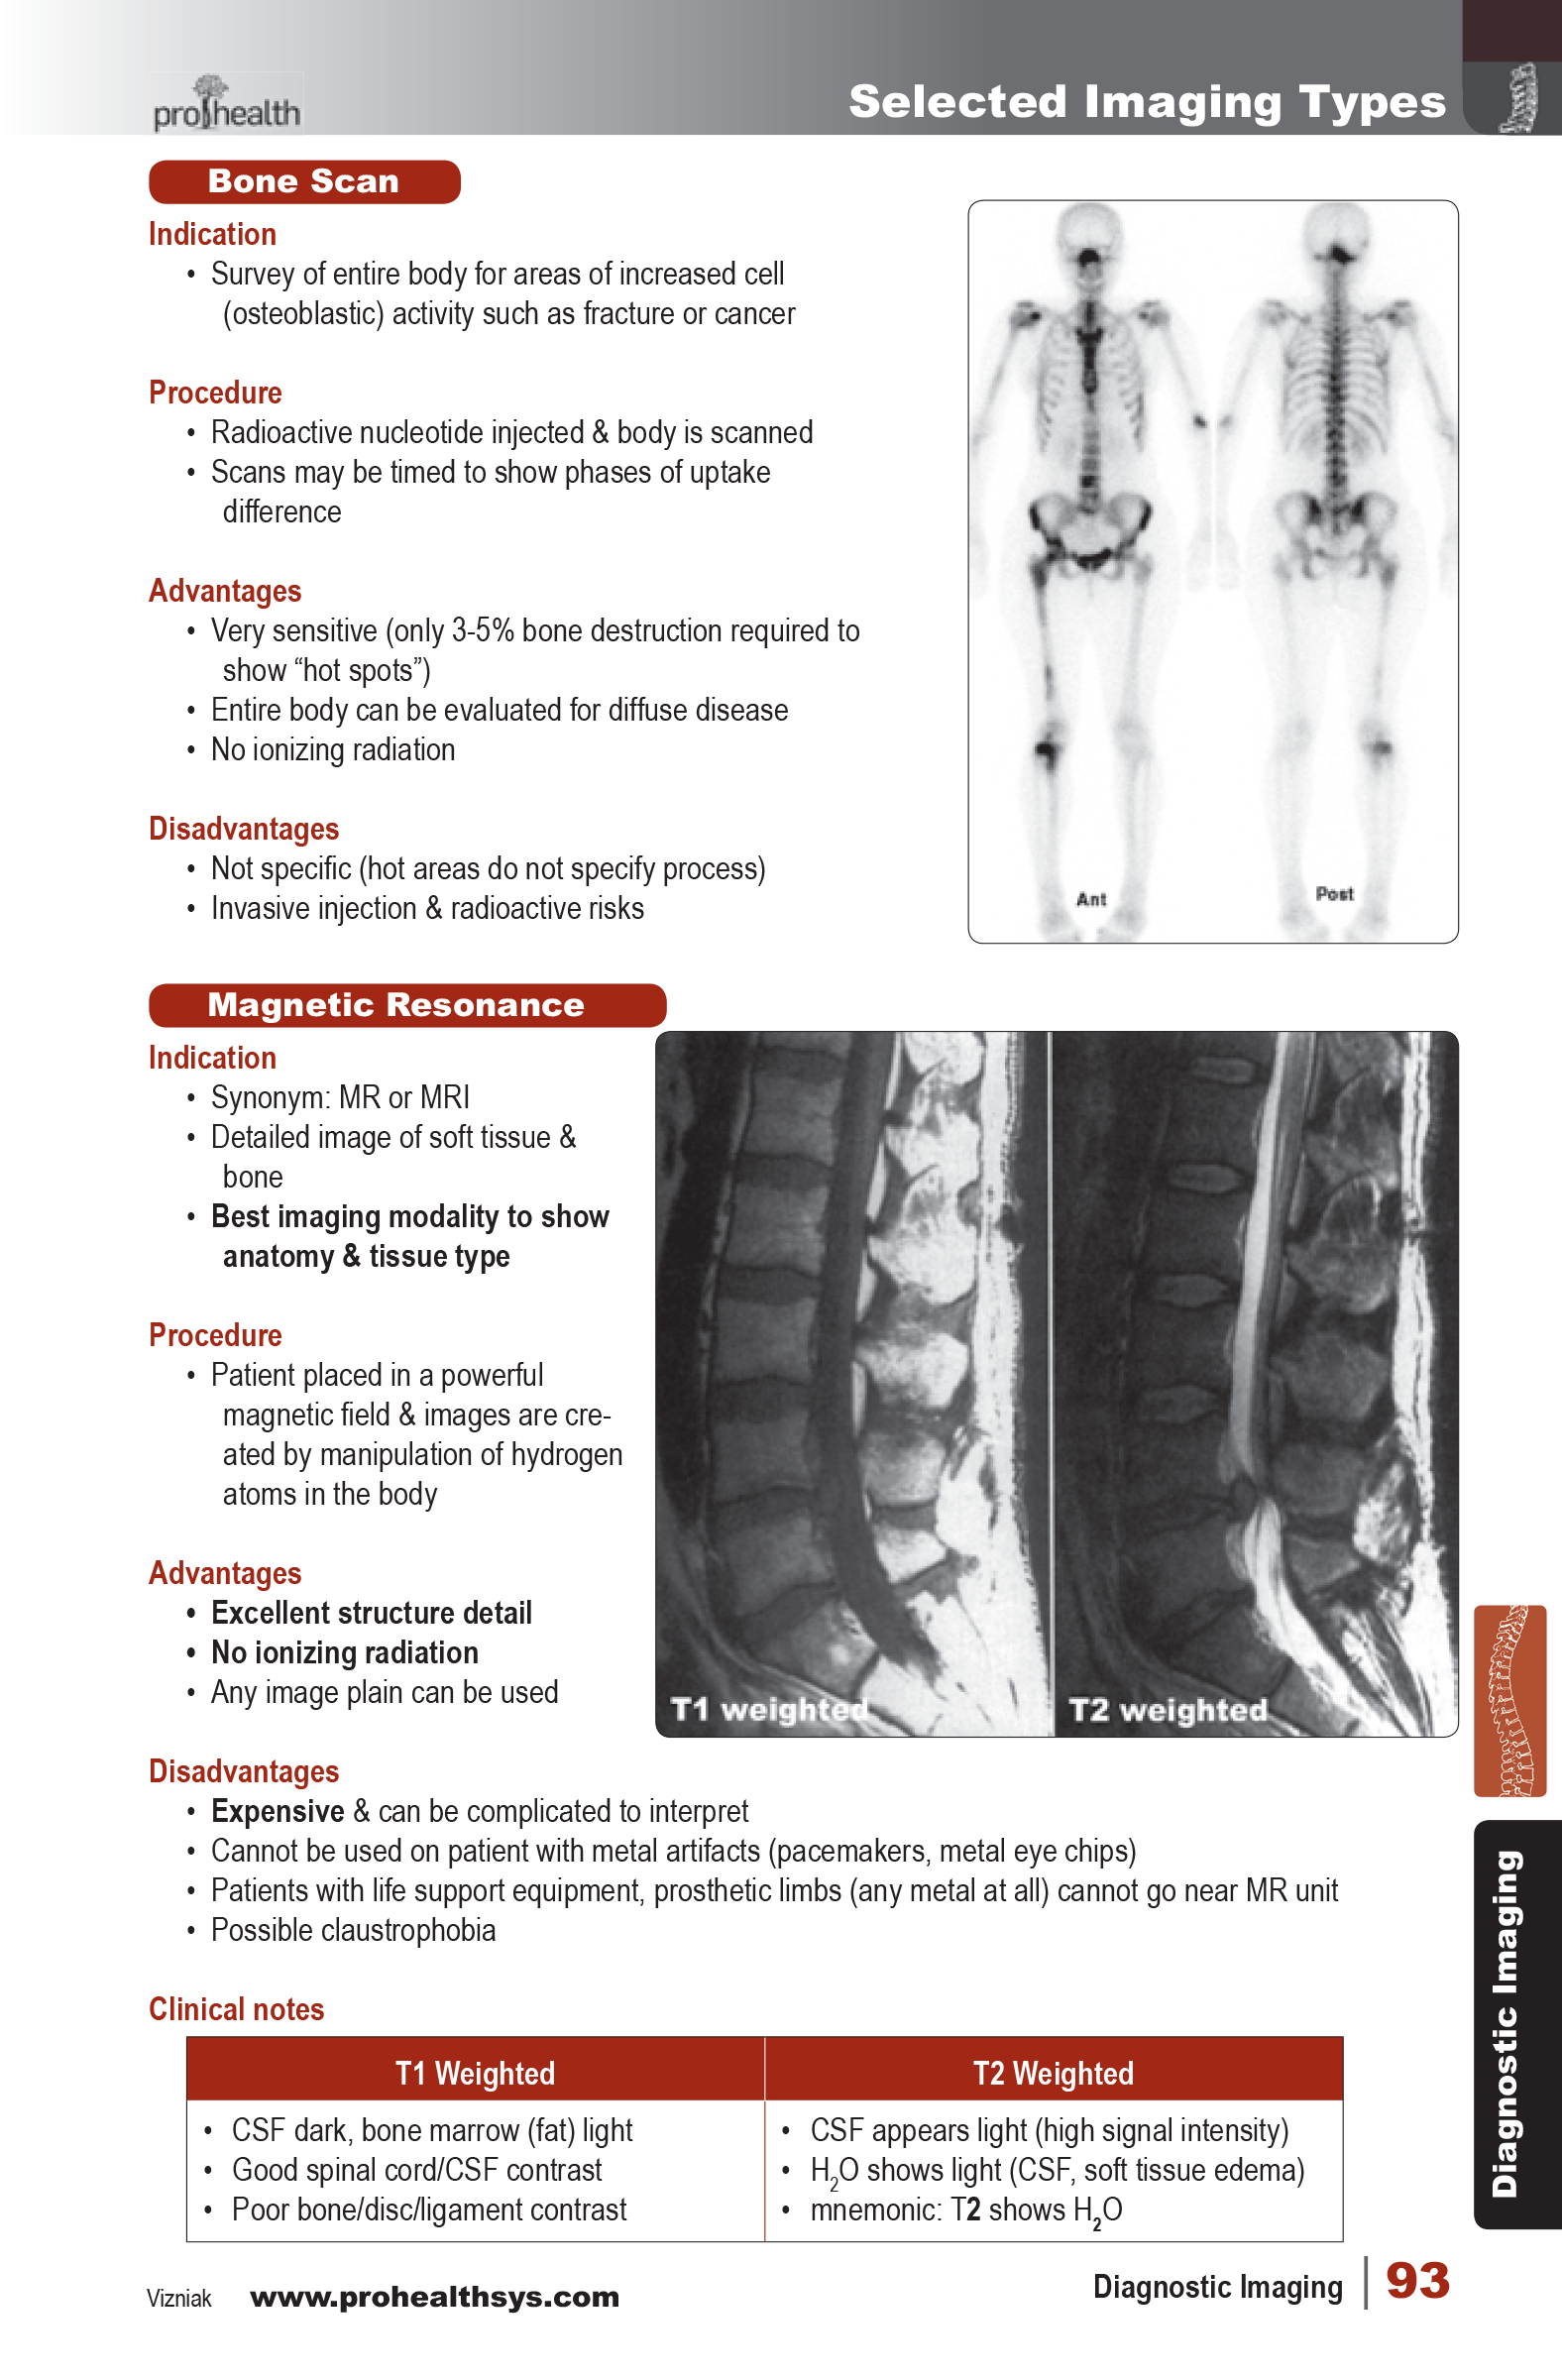 prohealth
Selected Imaging Types
Bone Scan
Indication
• Survey of entire body for areas of increased cell
(osteoblastic) activity such as fracture or cancer
Procedure
• Radioactive nucleotide injected & body is scanned
• Scans may be timed to show phases of uptake
difference
Advantages
• Very sensitive (only 3-5% bone destruction required to
show “hot spots”)
• Entire body can be evaluated for diffuse disease
• No ionizing radiation
Disadvantages
• Not specific (hot areas do not specify process)
• Invasive injection & radioactive risks
Ant
Post
Magnetic Resonance
Indication
• Synonym: MR or MRI
• Detailed image of soft tissue &
bone
• Best imaging modality to show
anatomy & tissue type
Procedure
• Patient placed in a powerful
magnetic field & images are cre-
ated by manipulation of hydrogen
atoms in the body
Advantages
• Excellent structure detail
• No ionizing radiation
• Any image plain can be used
T1 weighted
T2 weighted
Disadvantages
• Expensive & can be complicated to interpret
• Cannot be used on patient with metal artifacts (pacemakers, metal eye chips)
• Patients with life support equipment, prosthetic limbs (any metal at all) cannot go near MR unit
• Possible claustrophobia
Clinical notes
T1 Weighted
• CSF dark, bone marrow (fat) light
• Good spinal cord/CSF contrast
• Poor bone/disc/ligament contrast
T2 Weighted
• CSF appears light (high signal intensity)
• H₂O shows light (CSF, soft tissue edema)
• mnemonic: T2 shows H₂O
Diagnostic Imaging
Vizniak www.prohealthsys.com
Diagnostic Imaging 93